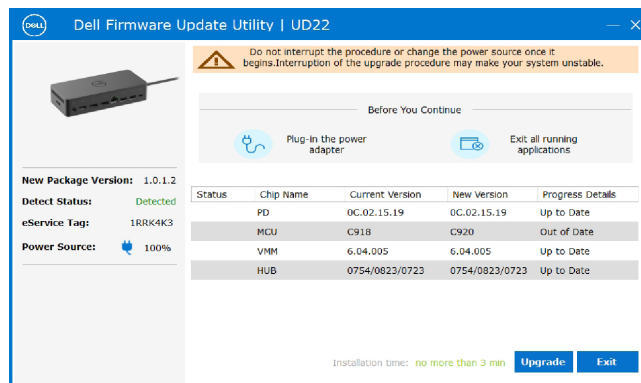 DELL
Dell Firmware Update Utility | UD22
Do not interrupt the procedure or change the power source once it
begins.Interruption of the upgrade procedure may make your system unstable.
Before You Continue
Plug-in the power
adapter
Exit all running
applications
New Package Version: 1.0.1.2
Detect Status: Detected
eService Tag: 1RRK4K3
Power Source: 100%
Status Chip Name Current Version New Version Progress Details
PD 0C.02.15.19 0C.02.15.19 Up to Date
MCU C918 C920 Out of Date
VMM 6.04.005 6.04.005 Up to Date
HUB 0754/0823/0723 0754/0823/0723 Up to Date
Installation time: no more than 3 min Upgrade Exit